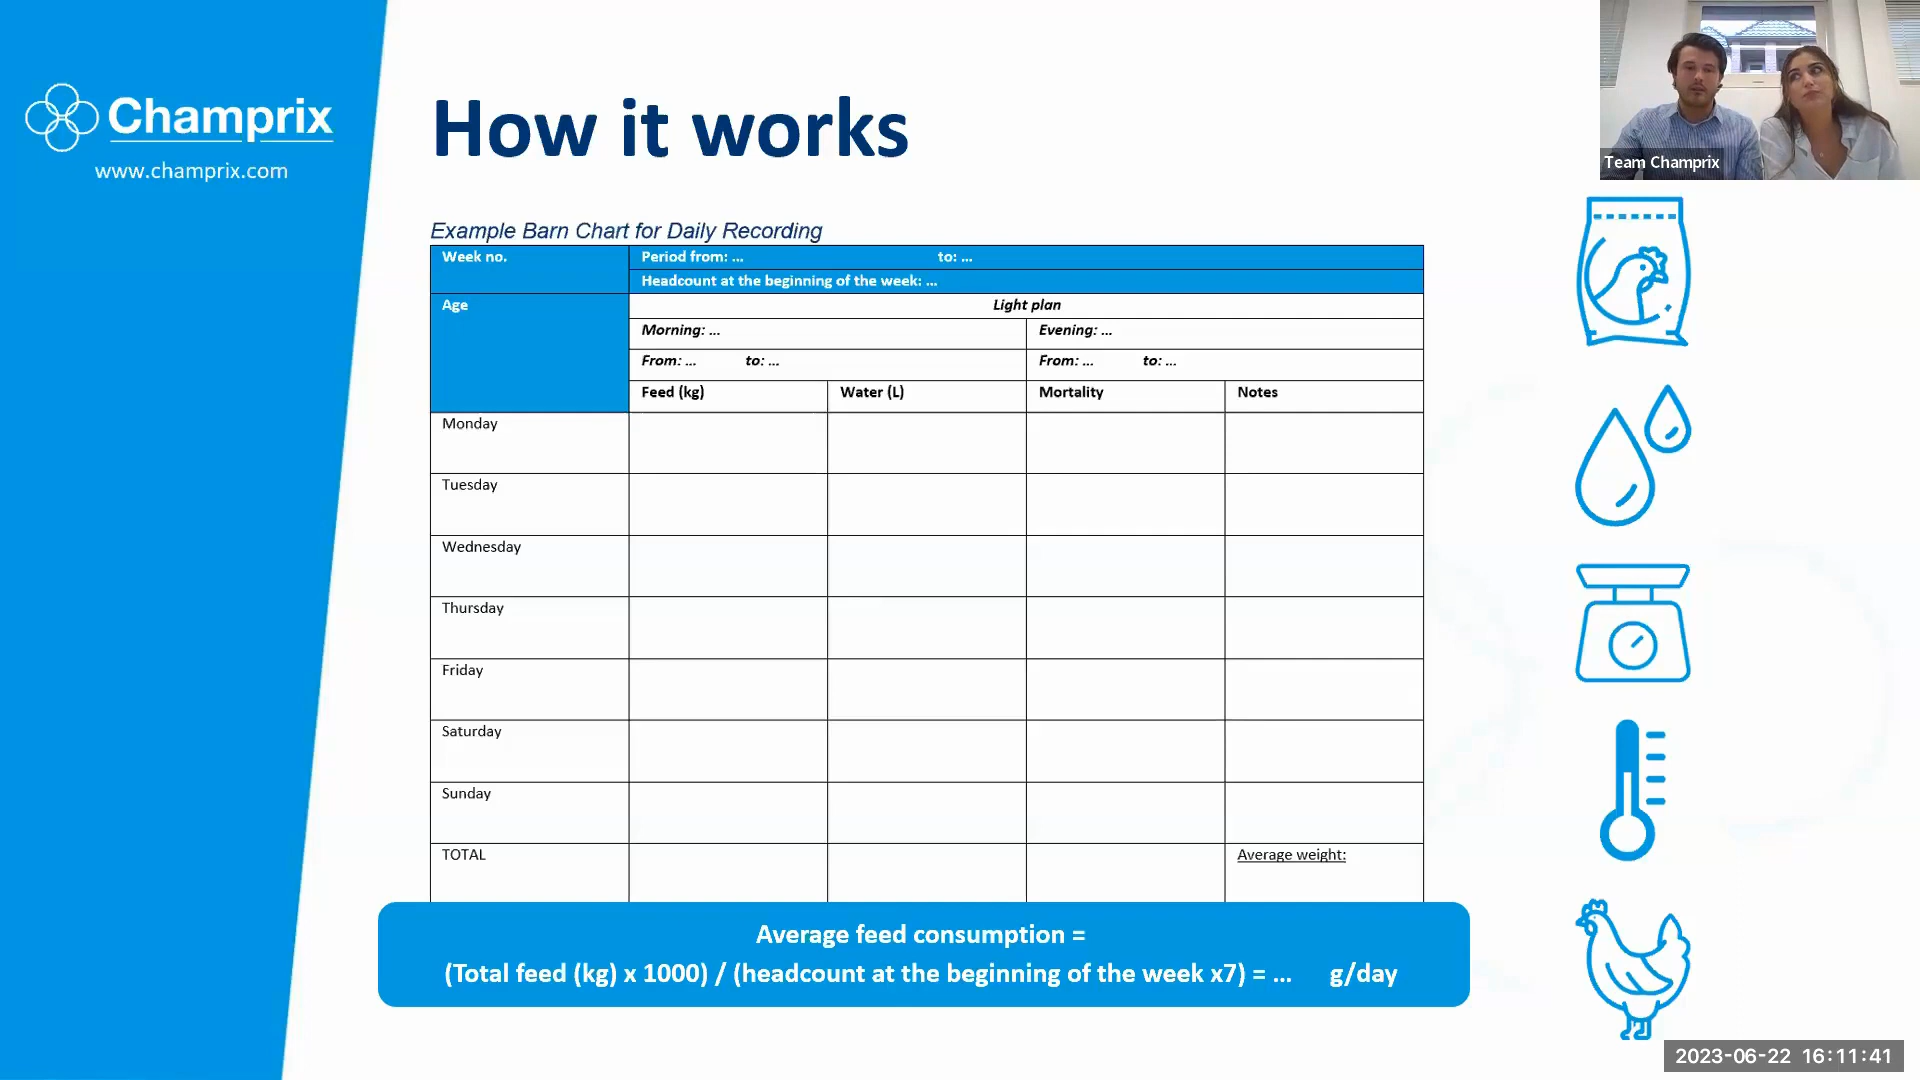 Champrix
www.champrix.com
How it works
Team Champrix
Example Barn Chart for Daily Recording
Week no.
Period from: ... to: ...
Headcount at the beginning of the week: ...
Age
Light plan
Morning: ... Evening: ...
From: ... to: ... From: ... to: ...
Feed (kg) Water (L) Mortality Notes
Monday
Tuesday
Wednesday
Thursday
Friday
Saturday
Sunday
TOTAL Average weight:
Average feed consumption =
(Total feed (kg) x 1000) / (headcount at the beginning of the week x7) = ... g/day
2023-06-22 16:11:41